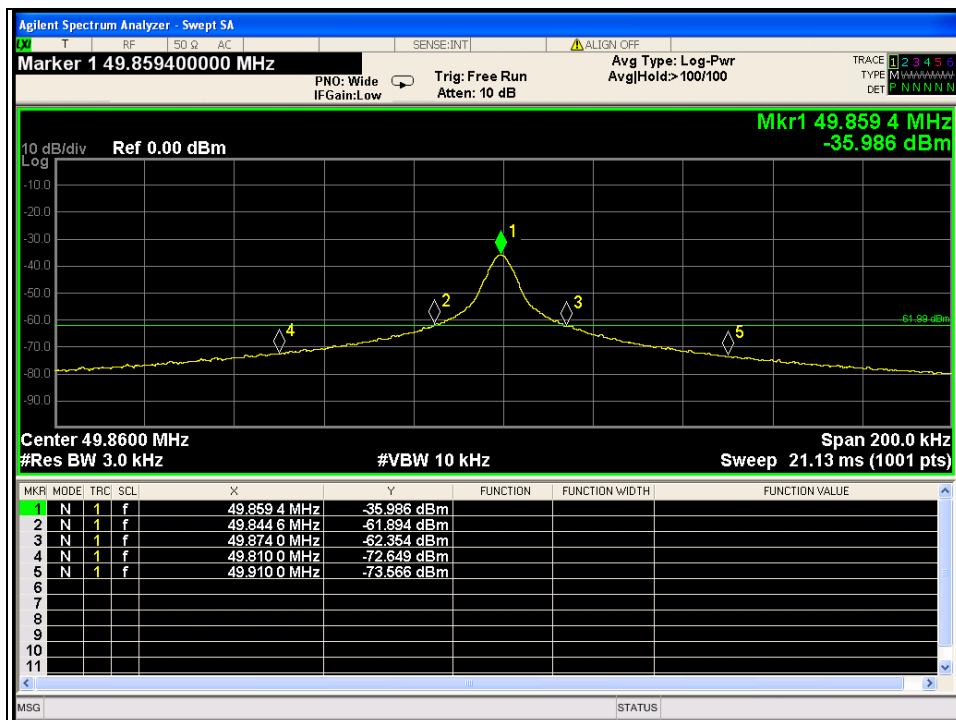 Agilent Spectrum Analyzer - Swept SA
LXI T RF 50 Ω AC SENSE:INT ALIGN OFF
Marker 1 49.859400000 MHz
PNO: Wide
IFGain:Low
Trig: Free Run
Atten: 10 dB
Avg Type: Log-Pwr
Avg|Hold:>100/100
TRACE 1 2 3 4 5 6
TYPE M
DET P N N N N N
Mkr1 49.859 4 MHz
-35.986 dBm
10 dB/div Ref 0.00 dBm
Log
-10.0
-20.0
-30.0
1
-40.0
-50.0
2 3
-60.0
61.99 dBm
4 5
-70.0
-80.0
-90.0
Center 49.8600 MHz Span 200.0 kHz
#Res BW 3.0 kHz #VBW 10 kHz Sweep 21.13 ms (1001 pts)
MKR MODE TRC SCL X Y FUNCTION FUNCTION WIDTH FUNCTION VALUE
1 N 1 f 49.859 4 MHz -35.986 dBm
2 N 1 f 49.844 6 MHz -61.894 dBm
3 N 1 f 49.874 0 MHz -62.354 dBm
4 N 1 f 49.810 0 MHz -72.649 dBm
5 N 1 f 49.910 0 MHz -73.566 dBm
6
7
8
9
10
11
MSG STATUS